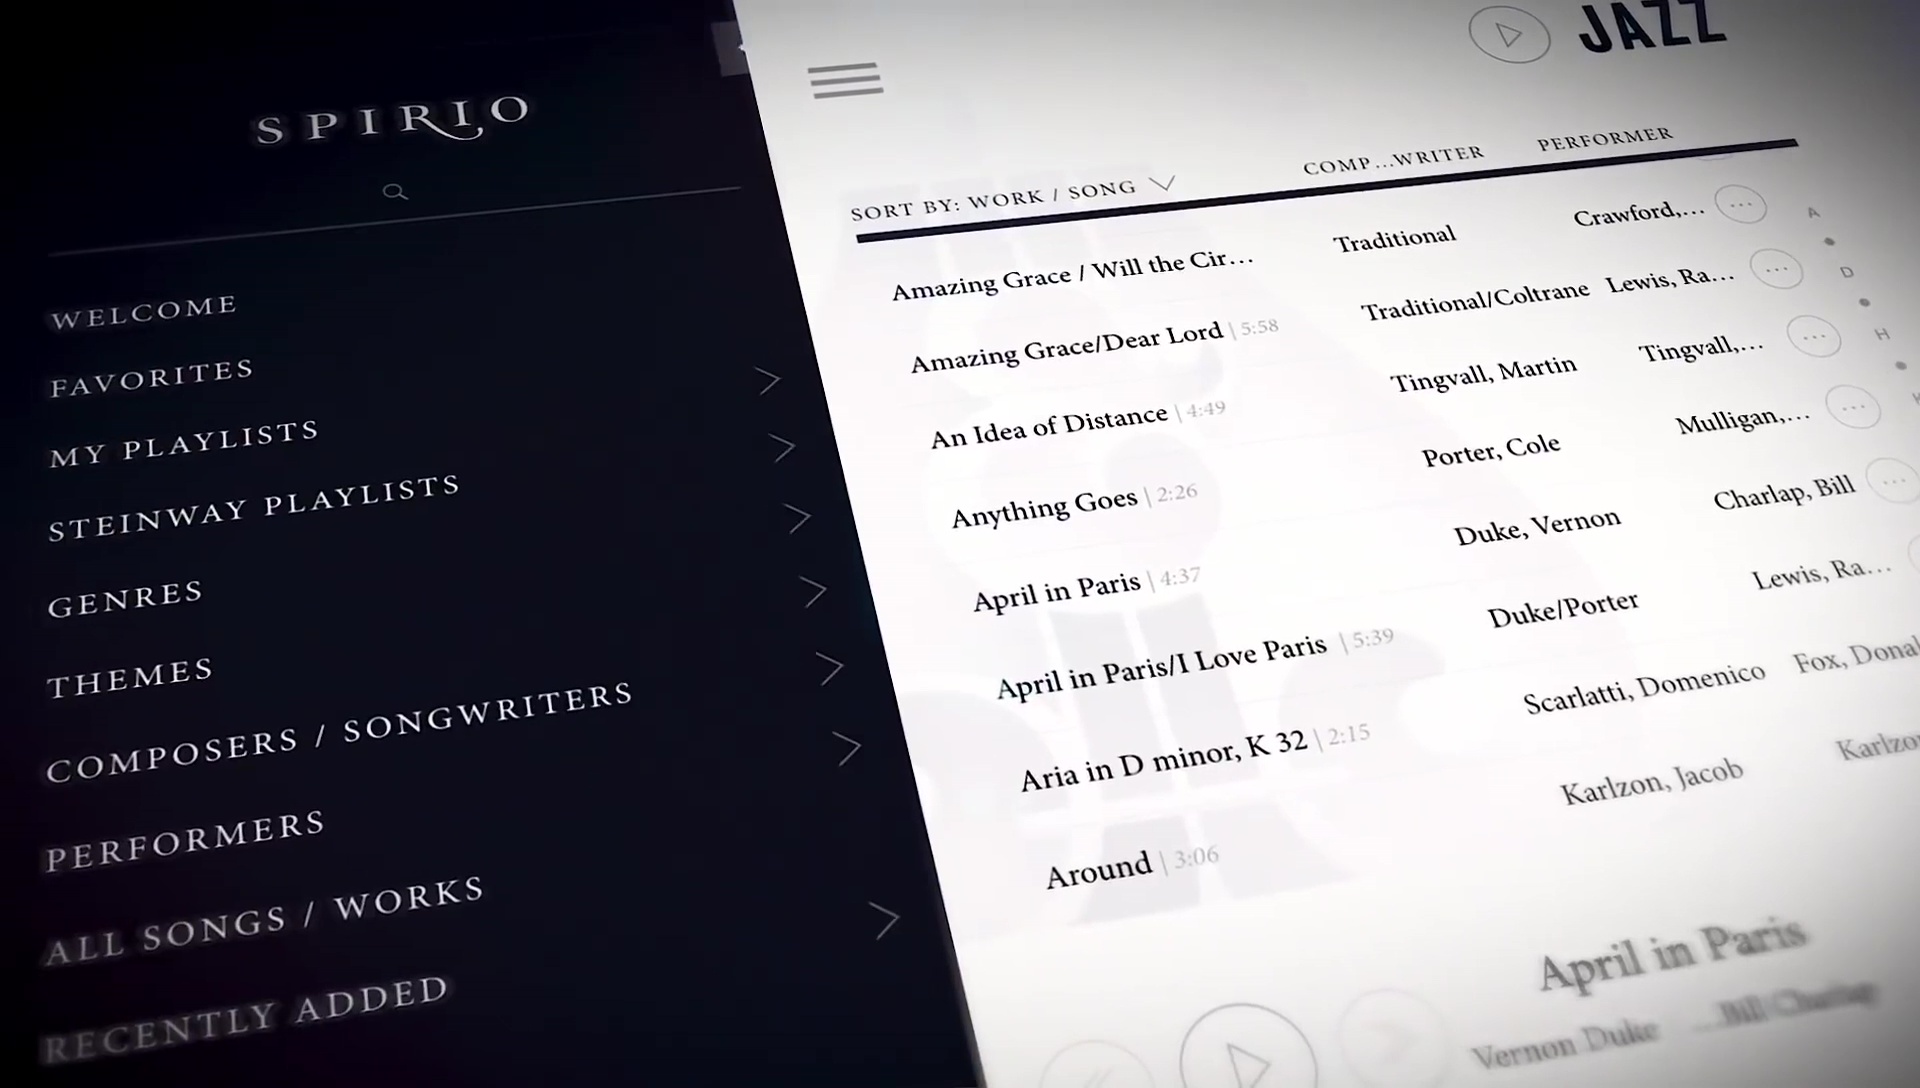 SPIRIO
WELCOME
FAVORITES
MY PLAYLISTS
STEINWAY PLAYLISTS
GENRES
THEMES
COMPOSERS / SONGWRITERS
PERFORMERS
ALL SONGS / WORKS
RECENTLY ADDED
JAZZ
SORT BY: WORK / SONG COMP...WRITER PERFORMER
Amazing Grace / Will the Cir... Traditional Crawford,...
Amazing Grace/Dear Lord | 5:58 Traditional/Coltrane Lewis, Ra...
An Idea of Distance | 4:49 Tingvall, Martin Tingvall,...
Anything Goes | 2:26 Porter, Cole Mulligan,...
April in Paris | 4:37 Duke, Vernon Charlap, Bill
April in Paris/I Love Paris | 5:39 Duke/Porter Lewis, Ra...
Aria in D minor, K 32 | 2:15 Scarlatti, Domenico Fox, Donal
Around | 3:06 Karlzon, Jacob Karlzo
A
D
H
April in Paris
Vernon Duke ...Bill Charlap